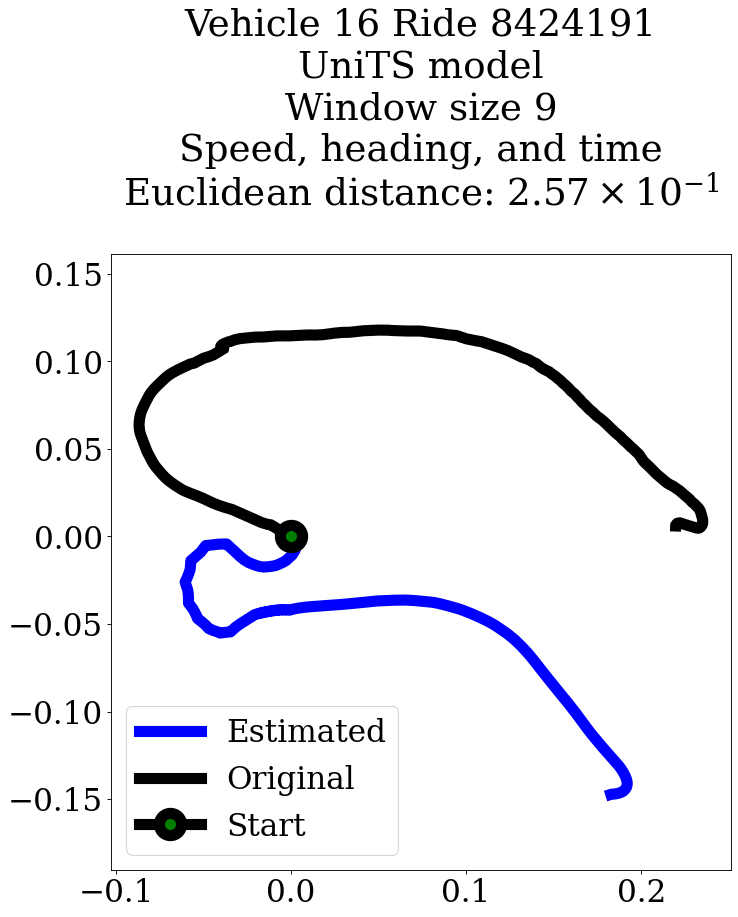 Vehicle 16 Ride 8424191
UniTS model
Window size 9
Speed, heading, and time
Euclidean distance: 2.57 × 10⁻¹
0.15
0.10
0.05
0.00
−0.05
−0.10
−0.15
Estimated
Original
Start
−0.1 0.0 0.1 0.2